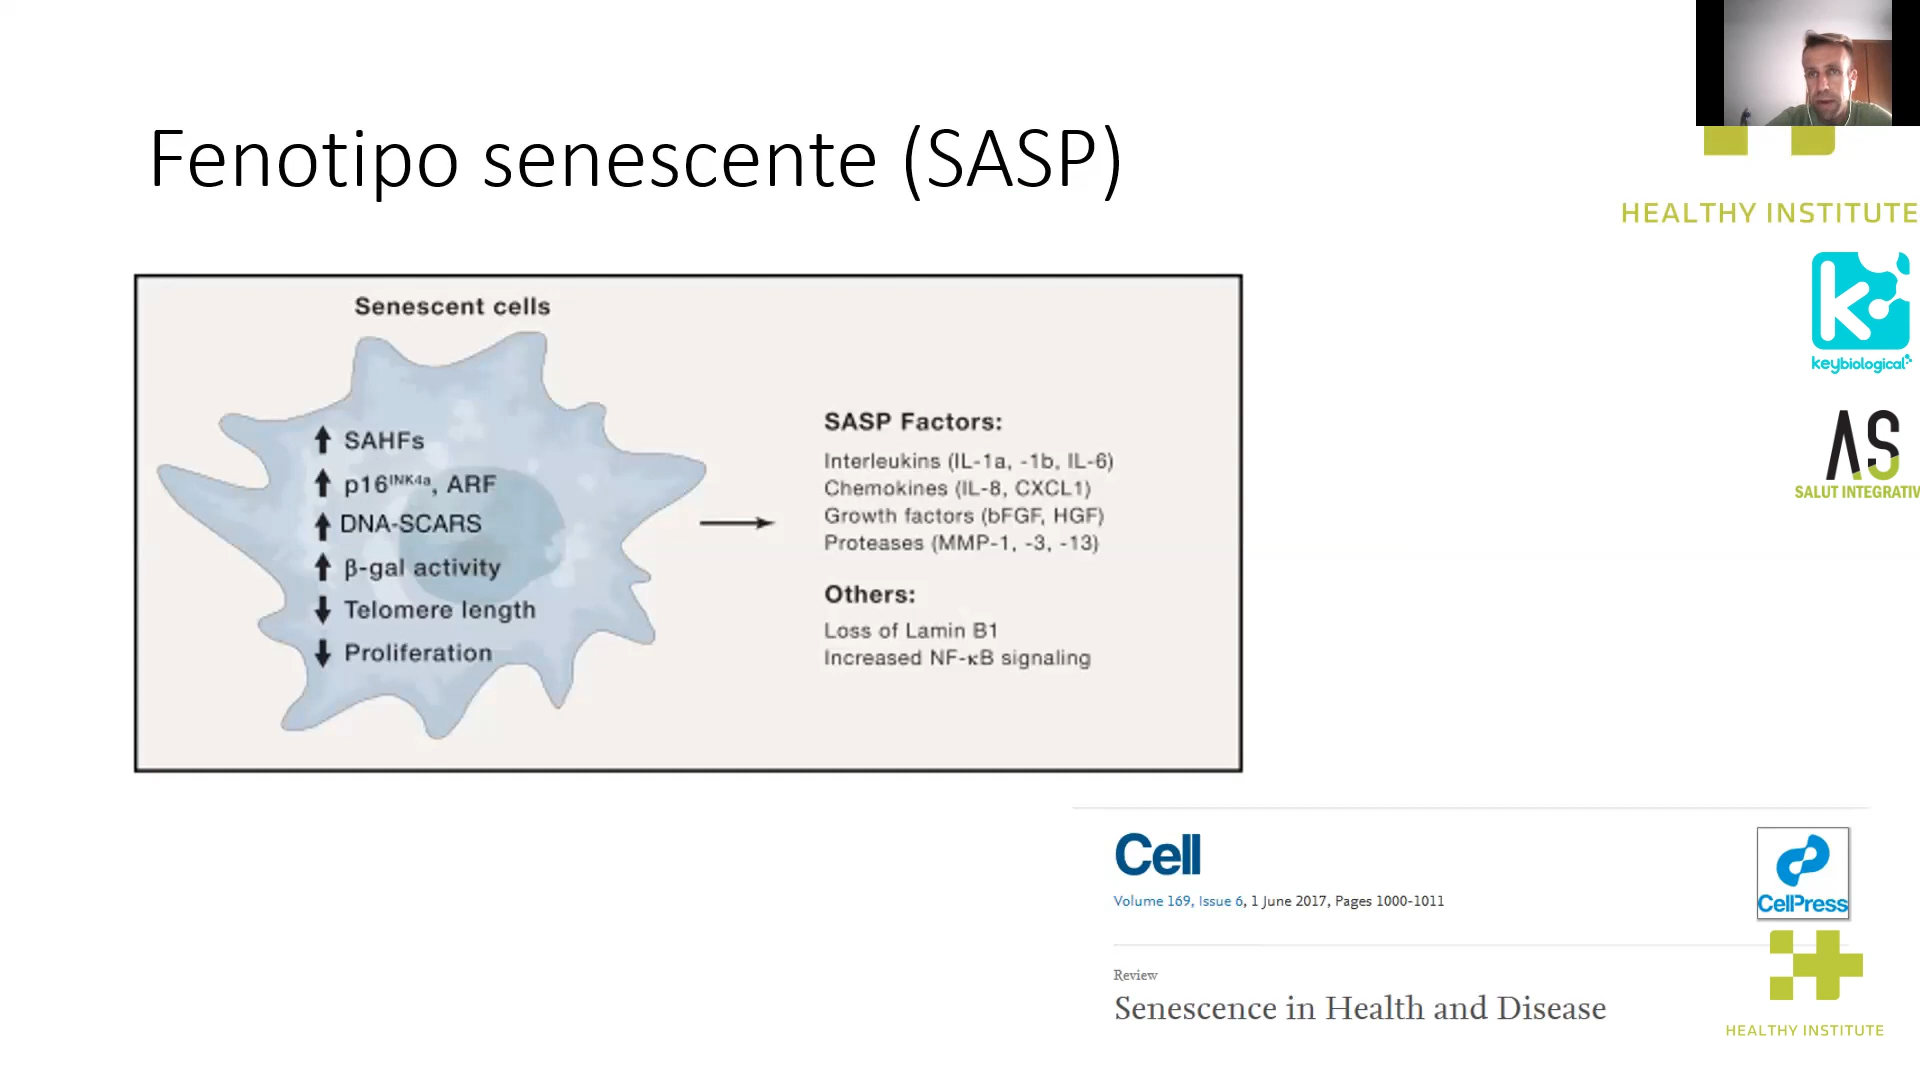 Fenotipo senescente (SASP)
HEALTHY INSTITUTE
keybiological
AS
SALUT INTEGRATIV
Senescent cells
SAHFs
p16INK4a, ARF
DNA-SCARS
β-gal activity
Telomere length
Proliferation
SASP Factors:
Interleukins (IL-1a, -1b, IL-6)
Chemokines (IL-8, CXCL1)
Growth factors (bFGF, HGF)
Proteases (MMP-1, -3, -13)
Others:
Loss of Lamin B1
Increased NF-κB signaling
Cell
Volume 169, Issue 6, 1 June 2017, Pages 1000-1011
CellPress
Review
Senescence in Health and Disease
HEALTHY INSTITUTE